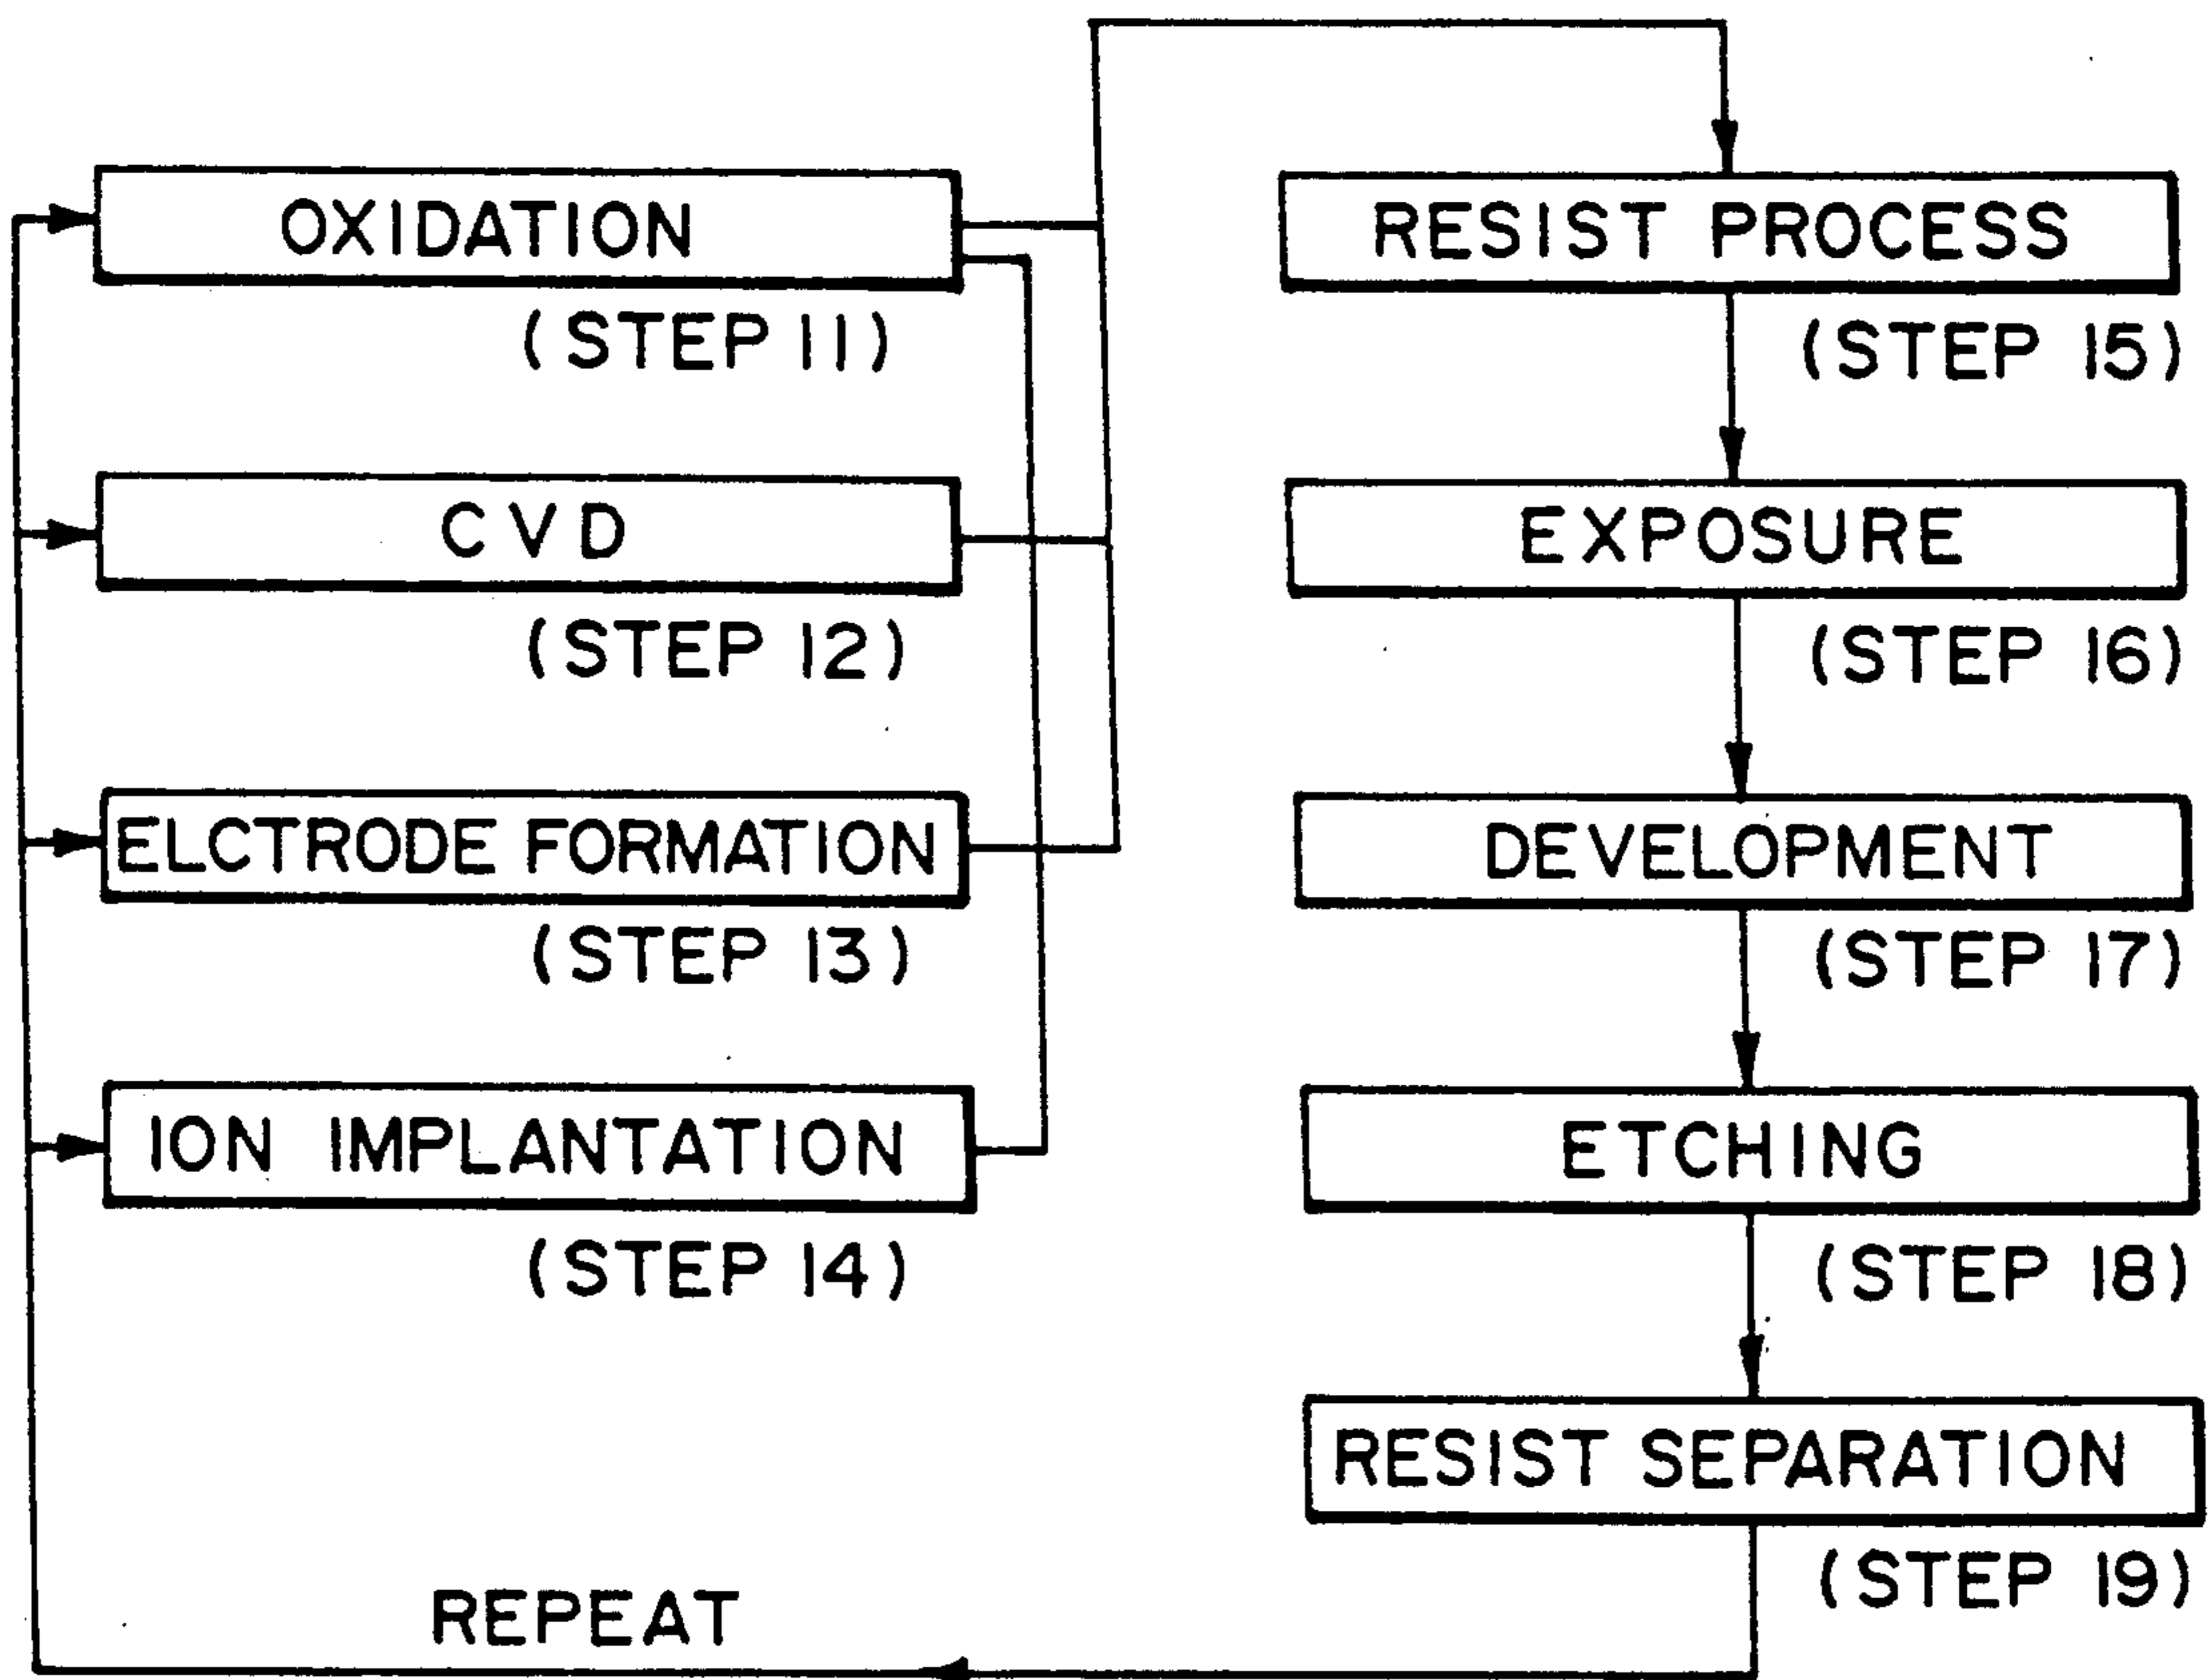 OXIDATION
(STEP 11)
CVD
(STEP 12)
ELCTRODE FORMATION
(STEP 13)
ION IMPLANTATION
(STEP 14)
RESIST PROCESS
(STEP 15)
EXPOSURE
(STEP 16)
DEVELOPMENT
(STEP 17)
ETCHING
(STEP 18)
RESIST SEPARATION
(STEP 19)
REPEAT